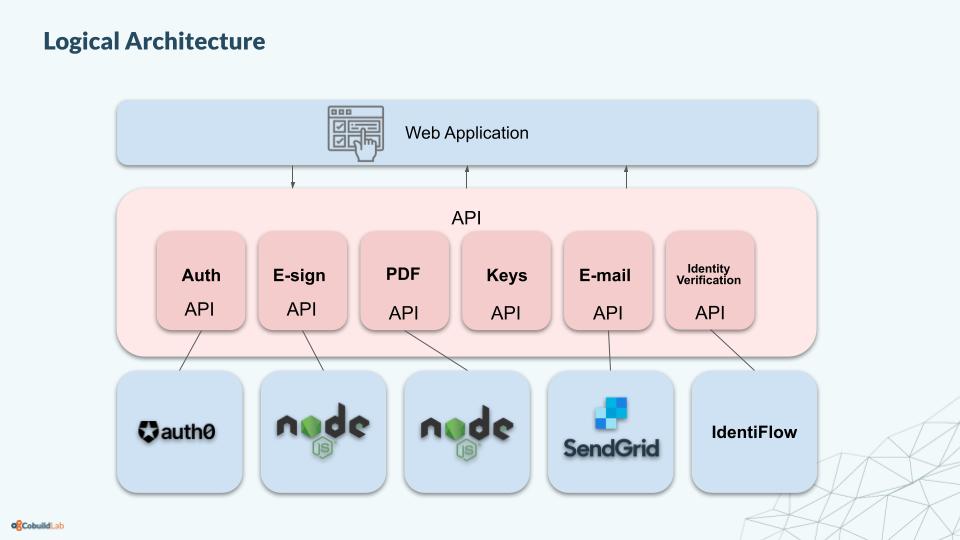 Logical Architecture
Web Application
API
Auth
API
E-sign
API
PDF
API
Keys
API
E-mail
API
Identity
Verification
API
auth0
node
JS
node
JS
SendGrid
IdentiFlow
CobuildLab